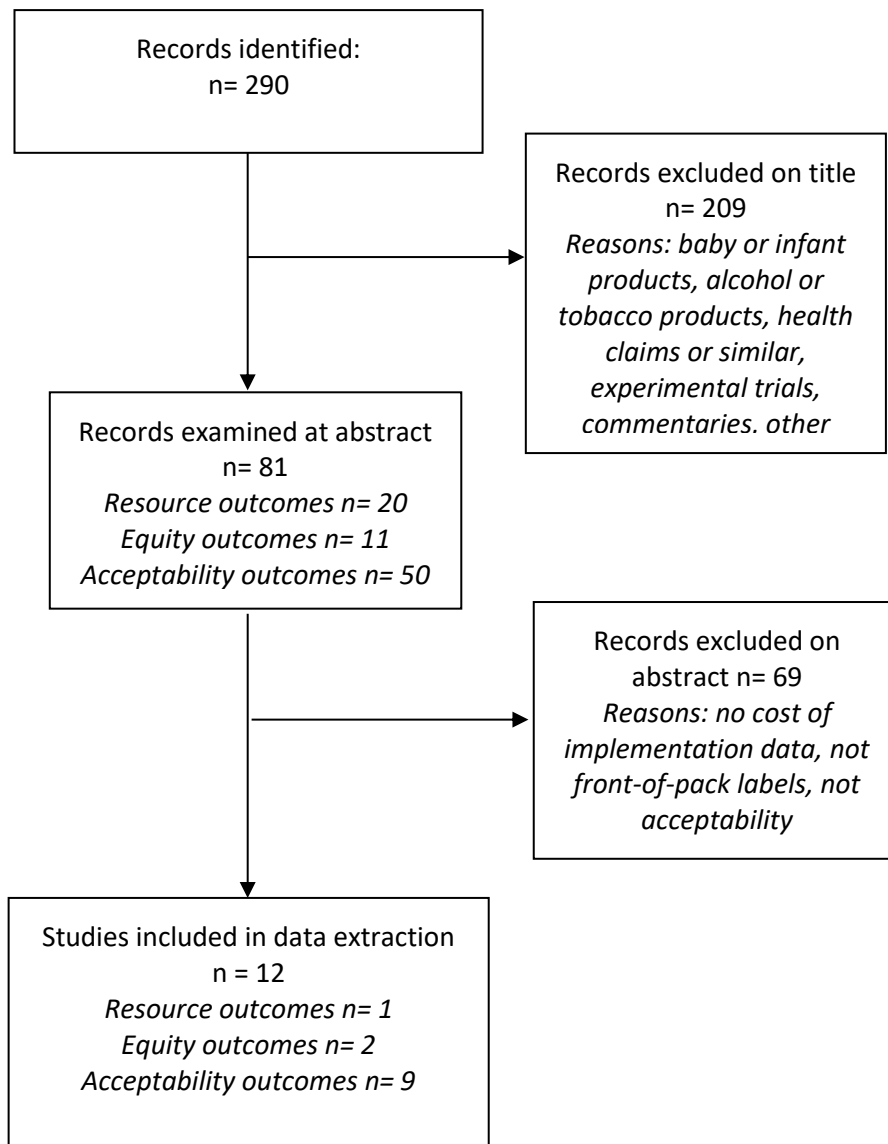 Records identified:
n= 290
Records excluded on title
n= 209
Reasons: baby or infant
products, alcohol or
tobacco products, health
claims or similar,
experimental trials,
commentaries. other
Records examined at abstract
n= 81
Resource outcomes n= 20
Equity outcomes n= 11
Acceptability outcomes n= 50
Records excluded on
abstract n= 69
Reasons: no cost of
implementation data, not
front-of-pack labels, not
acceptability
Studies included in data extraction
n = 12
Resource outcomes n= 1
Equity outcomes n= 2
Acceptability outcomes n= 9